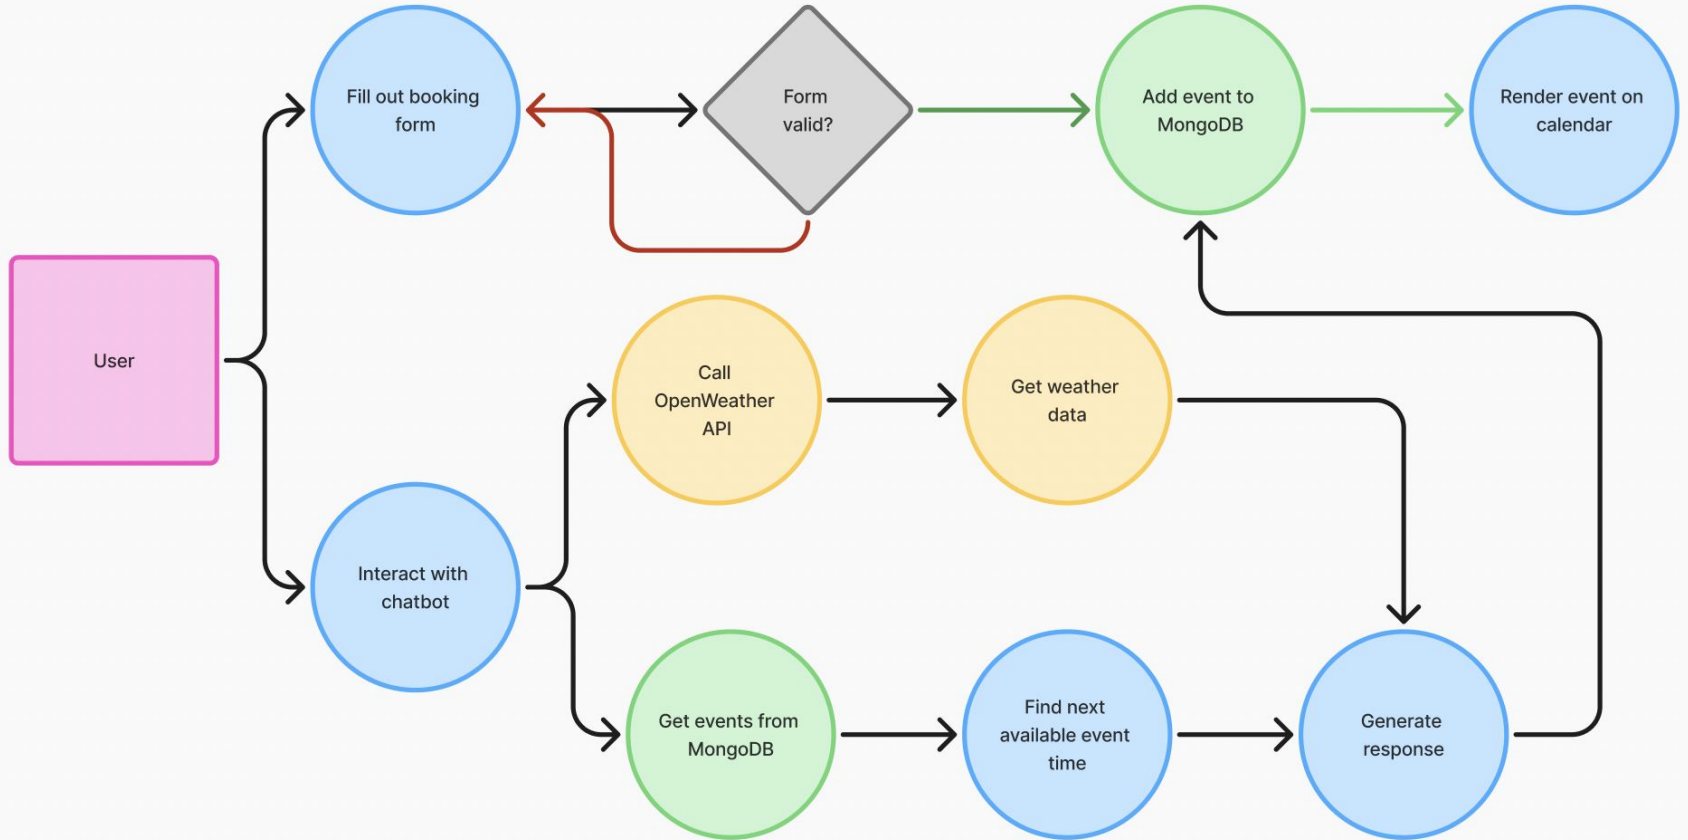 Fill out booking
form
Form
valid?
Add event to
MongoDB
Render event on
calendar
User
Call
OpenWeather
API
Get weather
data
Interact with
chatbot
Get events from
MongoDB
Find next
available event
time
Generate
response